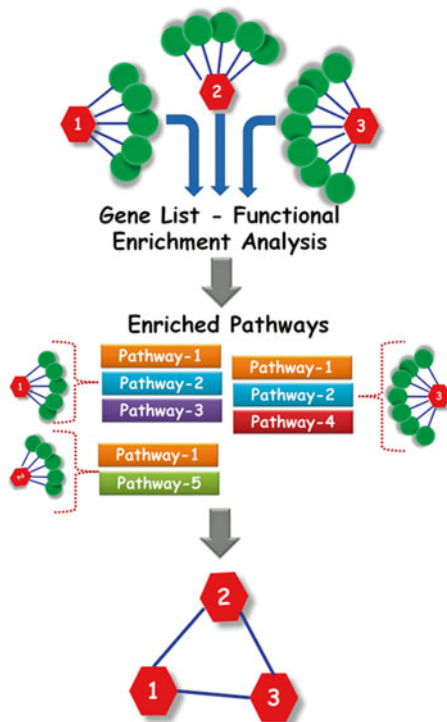 2
1
3
Gene List - Functional
Enrichment Analysis
Enriched Pathways
1
Pathway-1
Pathway-2
Pathway-3
Pathway-1
Pathway-2
Pathway-4
3
2
Pathway-1
Pathway-5
2
1
3